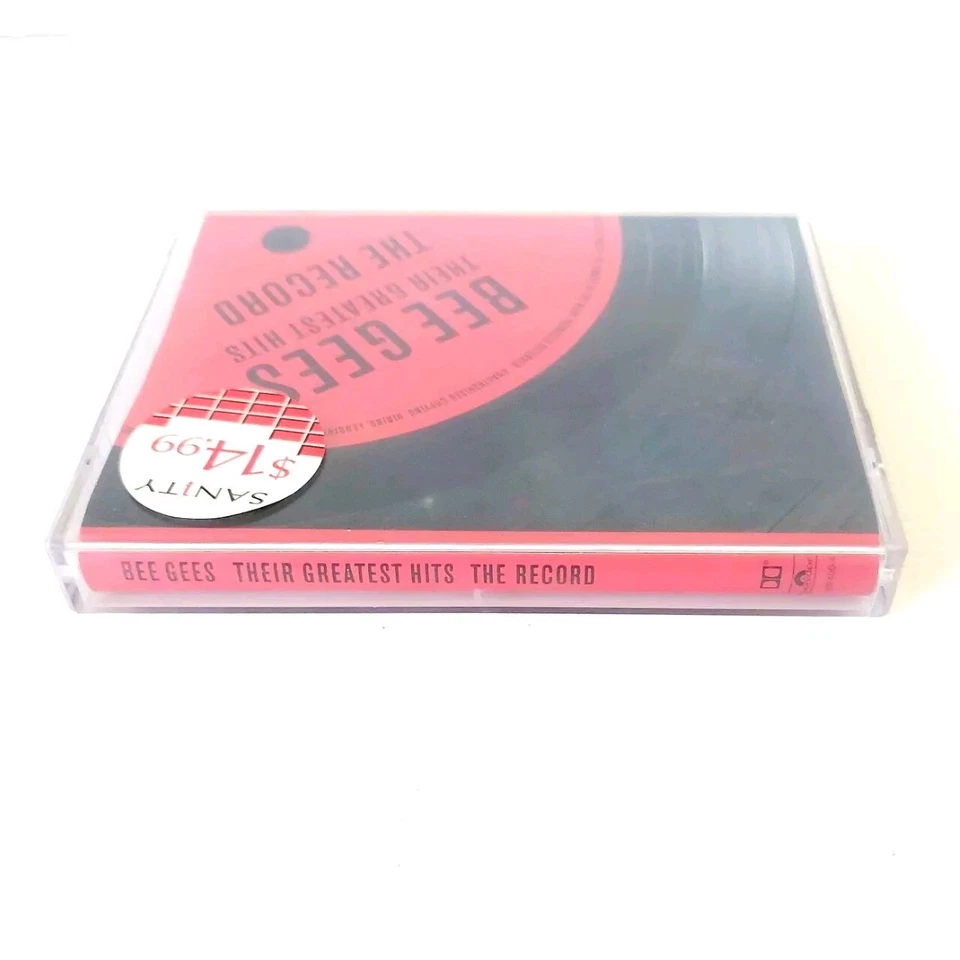 BEE GEES
THEIR GREATEST HITS
THE RECORD
SANITY
$14.99
BEE GEES THEIR GREATEST HITS THE RECORD